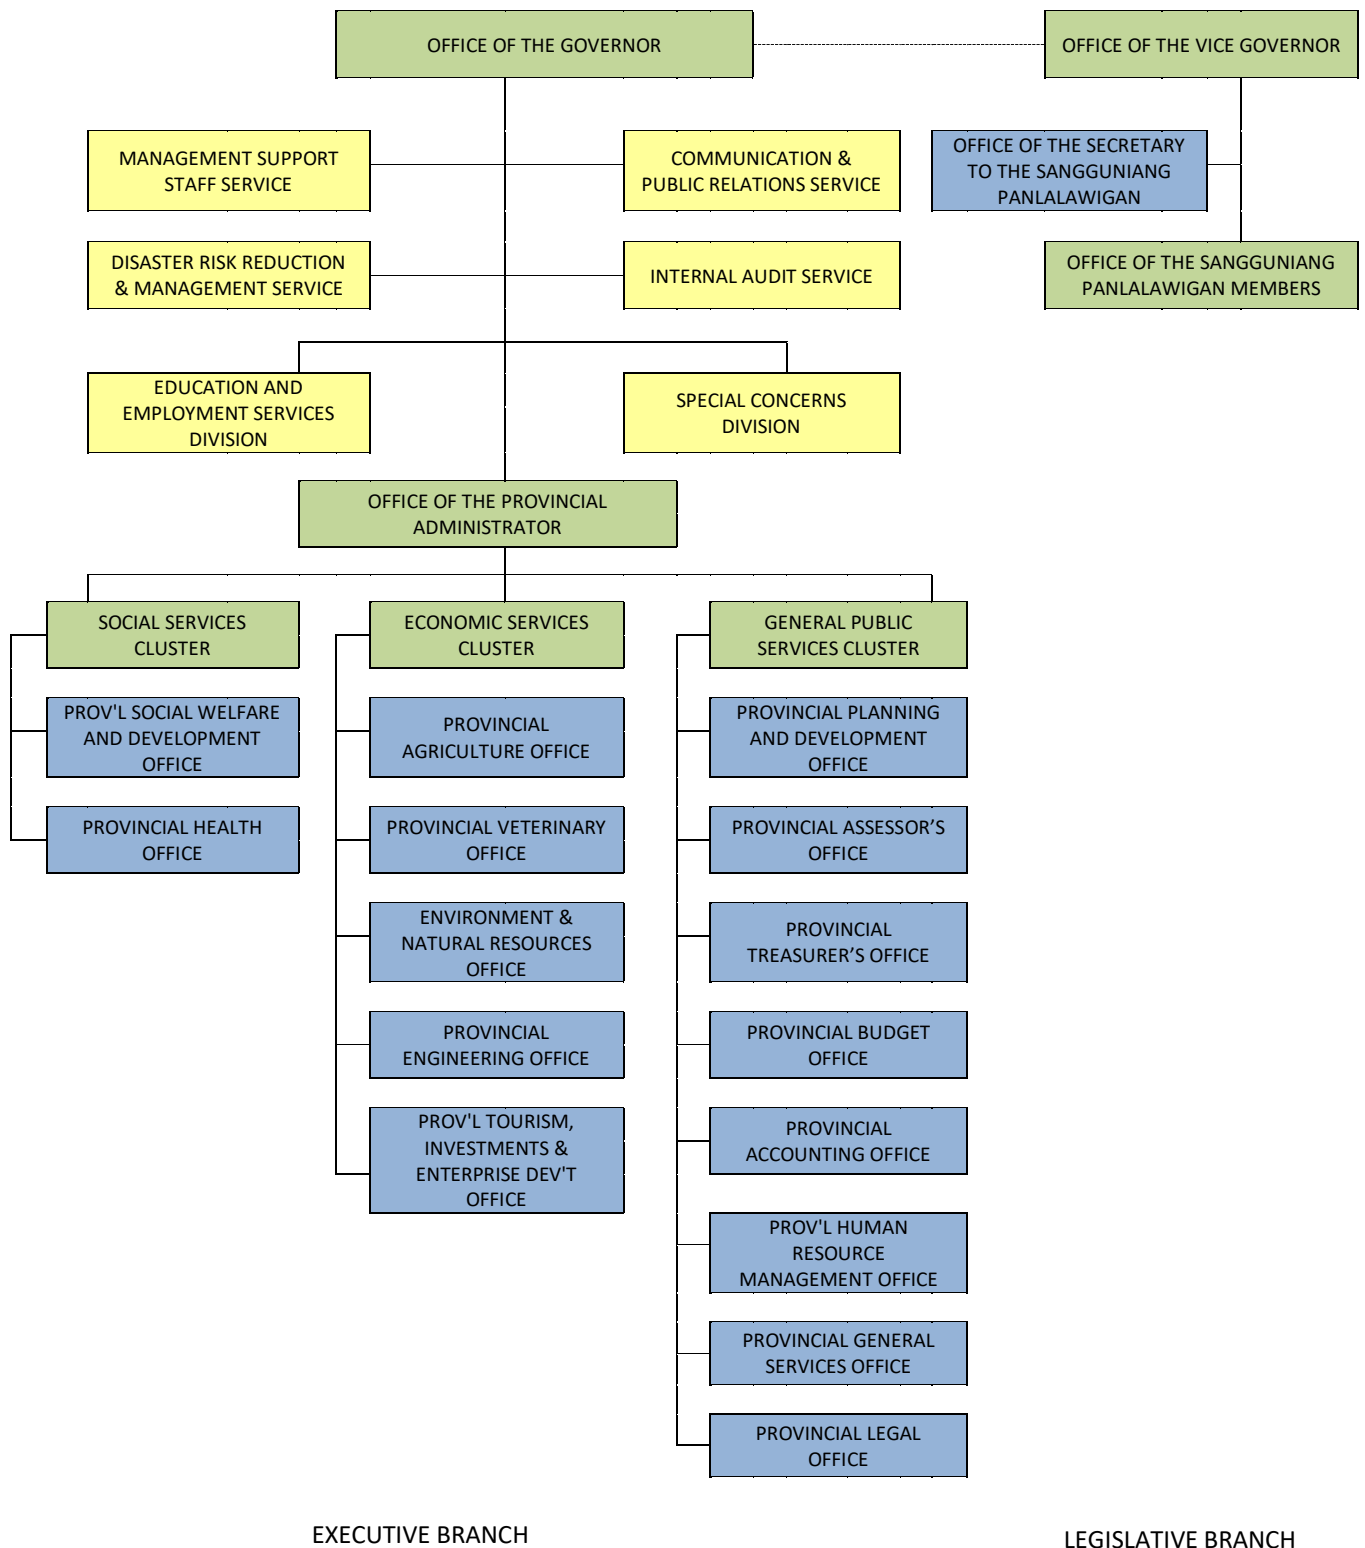 OFFICE OF THE GOVERNOR
OFFICE OF THE VICE GOVERNOR
MANAGEMENT SUPPORT
STAFF SERVICE
COMMUNICATION &
PUBLIC RELATIONS SERVICE
OFFICE OF THE SECRETARY
TO THE SANGGUNIANG
PANLALAWIGAN
DISASTER RISK REDUCTION
& MANAGEMENT SERVICE
INTERNAL AUDIT SERVICE
OFFICE OF THE SANGGUNIANG
PANLALAWIGAN MEMBERS
EDUCATION AND
EMPLOYMENT SERVICES
DIVISION
SPECIAL CONCERNS
DIVISION
OFFICE OF THE PROVINCIAL
ADMINISTRATOR
SOCIAL SERVICES
CLUSTER
PROV'L SOCIAL WELFARE
AND DEVELOPMENT
OFFICE
PROVINCIAL HEALTH
OFFICE
ECONOMIC SERVICES
CLUSTER
PROVINCIAL
AGRICULTURE OFFICE
PROVINCIAL VETERINARY
OFFICE
ENVIRONMENT &
NATURAL RESOURCES
OFFICE
PROVINCIAL
ENGINEERING OFFICE
PROV'L TOURISM,
INVESTMENTS &
ENTERPRISE DEV'T
OFFICE
GENERAL PUBLIC
SERVICES CLUSTER
PROVINCIAL PLANNING
AND DEVELOPMENT
OFFICE
PROVINCIAL ASSESSOR’S
OFFICE
PROVINCIAL
TREASURER’S OFFICE
PROVINCIAL BUDGET
OFFICE
PROVINCIAL
ACCOUNTING OFFICE
PROV'L HUMAN
RESOURCE
MANAGEMENT OFFICE
PROVINCIAL GENERAL
SERVICES OFFICE
PROVINCIAL LEGAL
OFFICE
EXECUTIVE BRANCH
LEGISLATIVE BRANCH